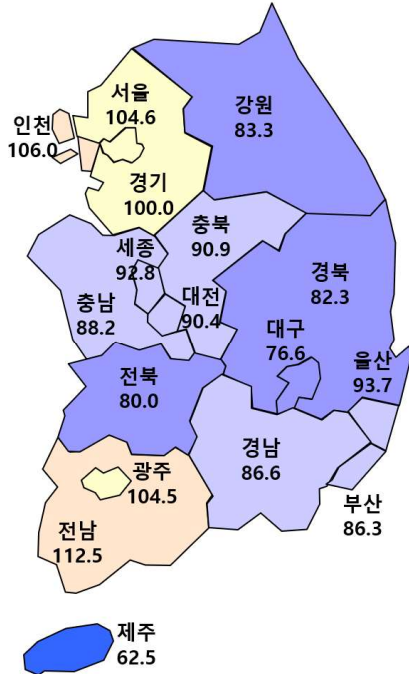 서울
104.6
강원
83.3
인천
106.0
경기
100.0
충북
90.9
세종
92.8
경북
82.3
충남
88.2
대전
90.4
대구
76.6
울산
93.7
전북
80.0
경남
86.6
광주
104.5
부산
86.3
전남
112.5
제주
62.5